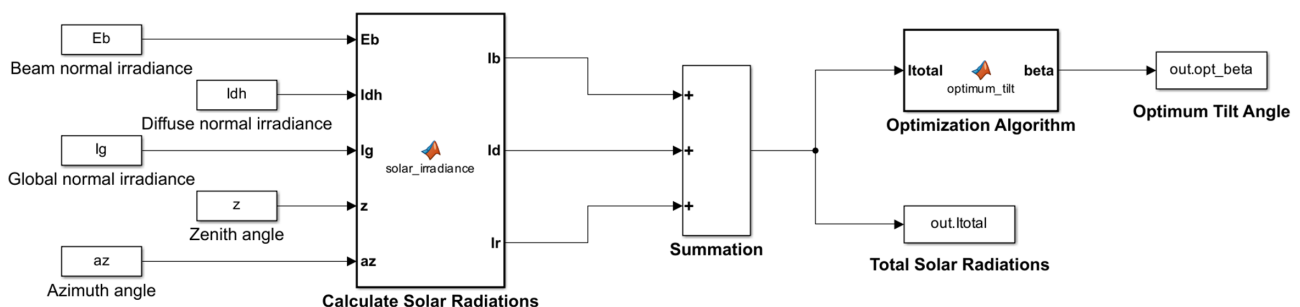 Eb
Beam normal irradiance
Idh
Diffuse normal irradiance
Ig
Global normal irradiance
z
Zenith angle
az
Azimuth angle
Eb
Idh
Ig
z
az
solar_irradiance
Ib
Id
Ir
Calculate Solar Radiations
+
+
+
Summation
Itotal
optimum_tilt
beta
Optimization Algorithm
out.opt_beta
Optimum Tilt Angle
out.Itotal
Total Solar Radiations